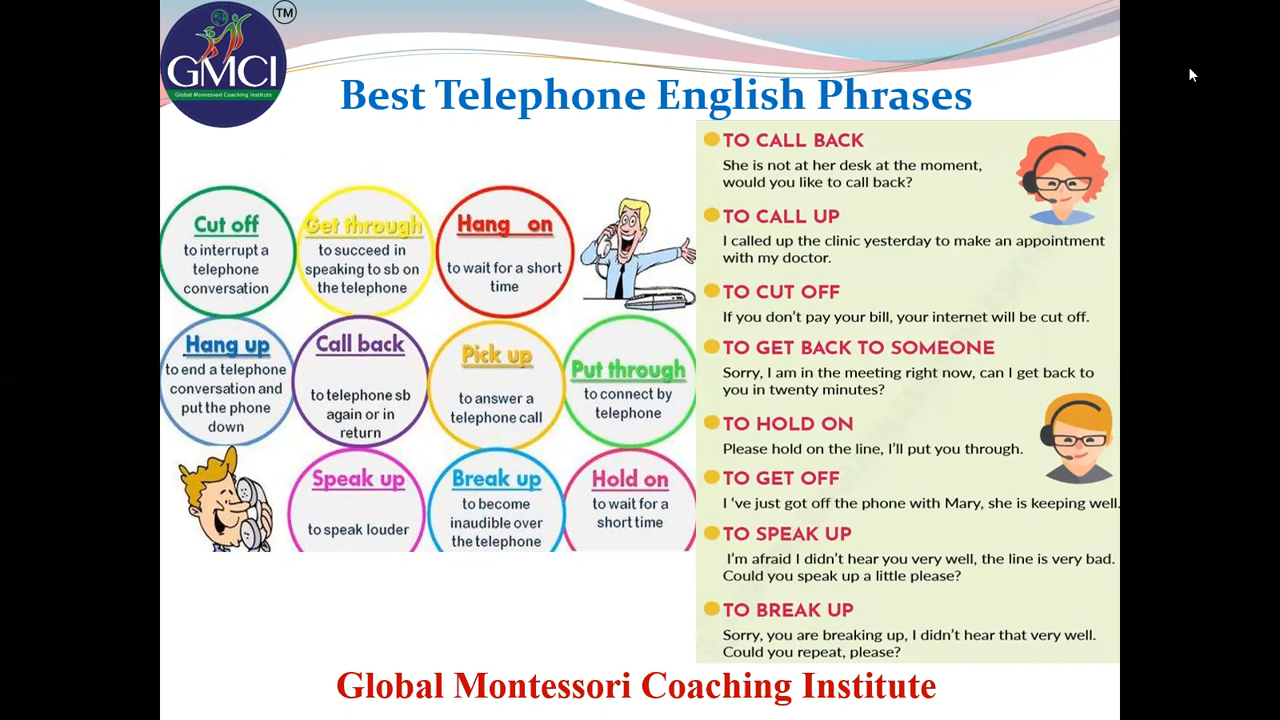 TM
GMCI
Global Montessori Coaching Institute
Best Telephone English Phrases
Cut off
to interrupt a
telephone
conversation
Get through
to succeed in
speaking to sb on
the telephone
Hang on
to wait for a short
time
Hang up
to end a telephone
conversation and
put the phone
down
Call back
to telephone sb
again or in
return
Pick up
to answer a
telephone call
Put through
to connect by
telephone
Speak up
to speak louder
Break up
to become
inaudible over
the telephone
Hold on
to wait for a
short time
TO CALL BACK
She is not at her desk at the moment,
would you like to call back?
TO CALL UP
I called up the clinic yesterday to make an appointment
with my doctor.
TO CUT OFF
If you don't pay your bill, your internet will be cut off.
TO GET BACK TO SOMEONE
Sorry, I am in the meeting right now, can I get back to
you in twenty minutes?
TO HOLD ON
Please hold on the line, I'll put you through.
TO GET OFF
I 've just got off the phone with Mary, she is keeping well.
TO SPEAK UP
I'm afraid I didn't hear you very well, the line is very bad.
Could you speak up a little please?
TO BREAK UP
Sorry, you are breaking up, I didn't hear that very well.
Could you repeat, please?
Global Montessori Coaching Institute